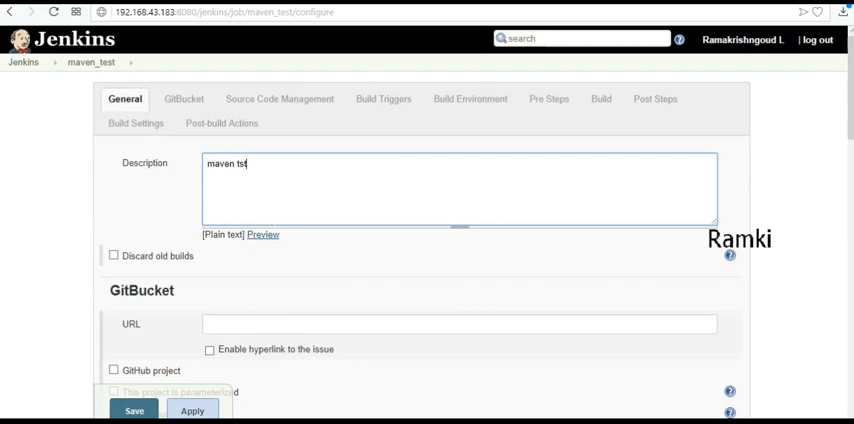 192.168.43.183:8080/jenkins/job/maven_test/configure
Jenkins
search
Ramakrishngoud L
| log out
Jenkins
maven_test
General
GitBucket
Source Code Management
Build Triggers
Build Environment
Pre Steps
Build
Post Steps
Build Settings
Post-build Actions
Description
maven tst
[Plain text] Preview
Ramki
Discard old builds
GitBucket
URL
Enable hyperlink to the issue
GitHub project
This project is parameterized
Save
Apply